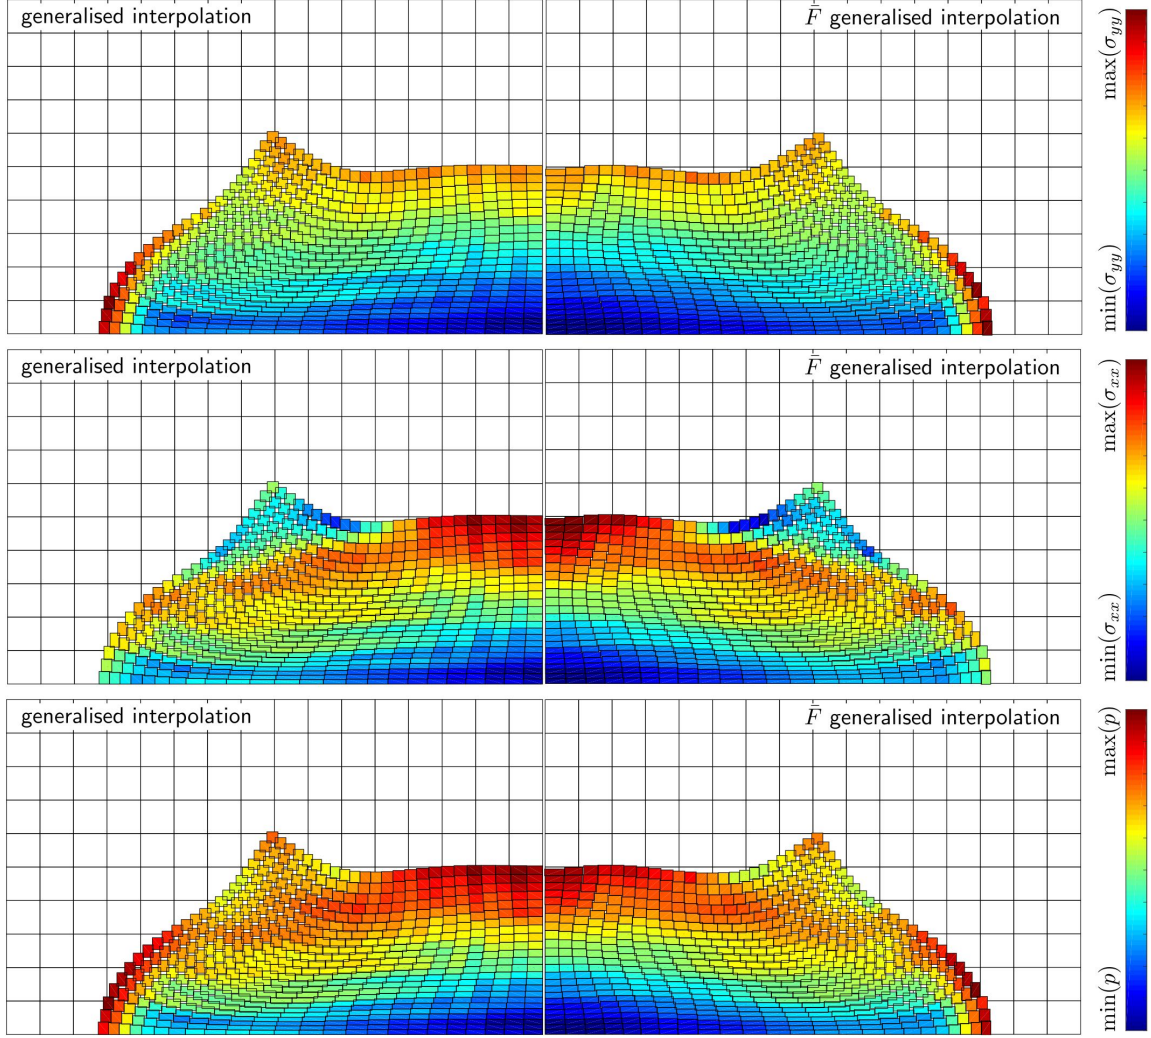 generalised interpolation
F̄ generalised interpolation
max(σyy)
min(σyy)
generalised interpolation
F̄ generalised interpolation
max(σxx)
min(σxx)
generalised interpolation
F̄ generalised interpolation
max(p)
min(p)